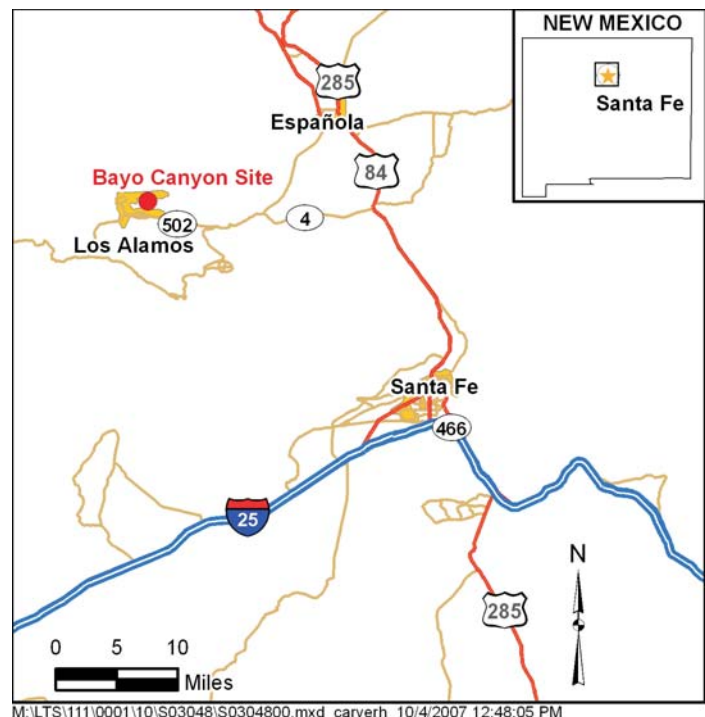 NEW MEXICO
Santa Fe
285
Española
84
Bayo Canyon Site
502
4
Los Alamos
Santa Fe
466
25
285
N
0 5 10
Miles
M:\LTS\111\0001\10\S03048\S0304800.mxd carverh 10/4/2007 12:48:05 PM